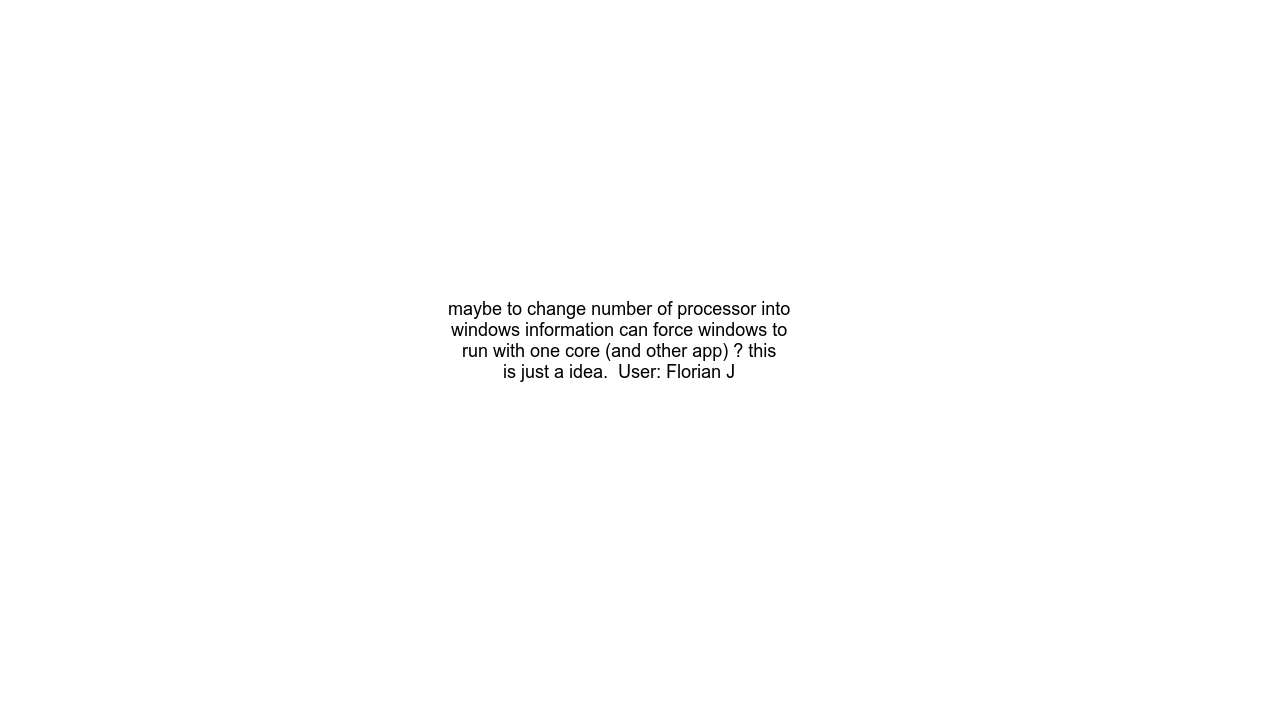 maybe to change number of processor into
windows information can force windows to
run with one core (and other app) ? this
is just a idea.  User: Florian J